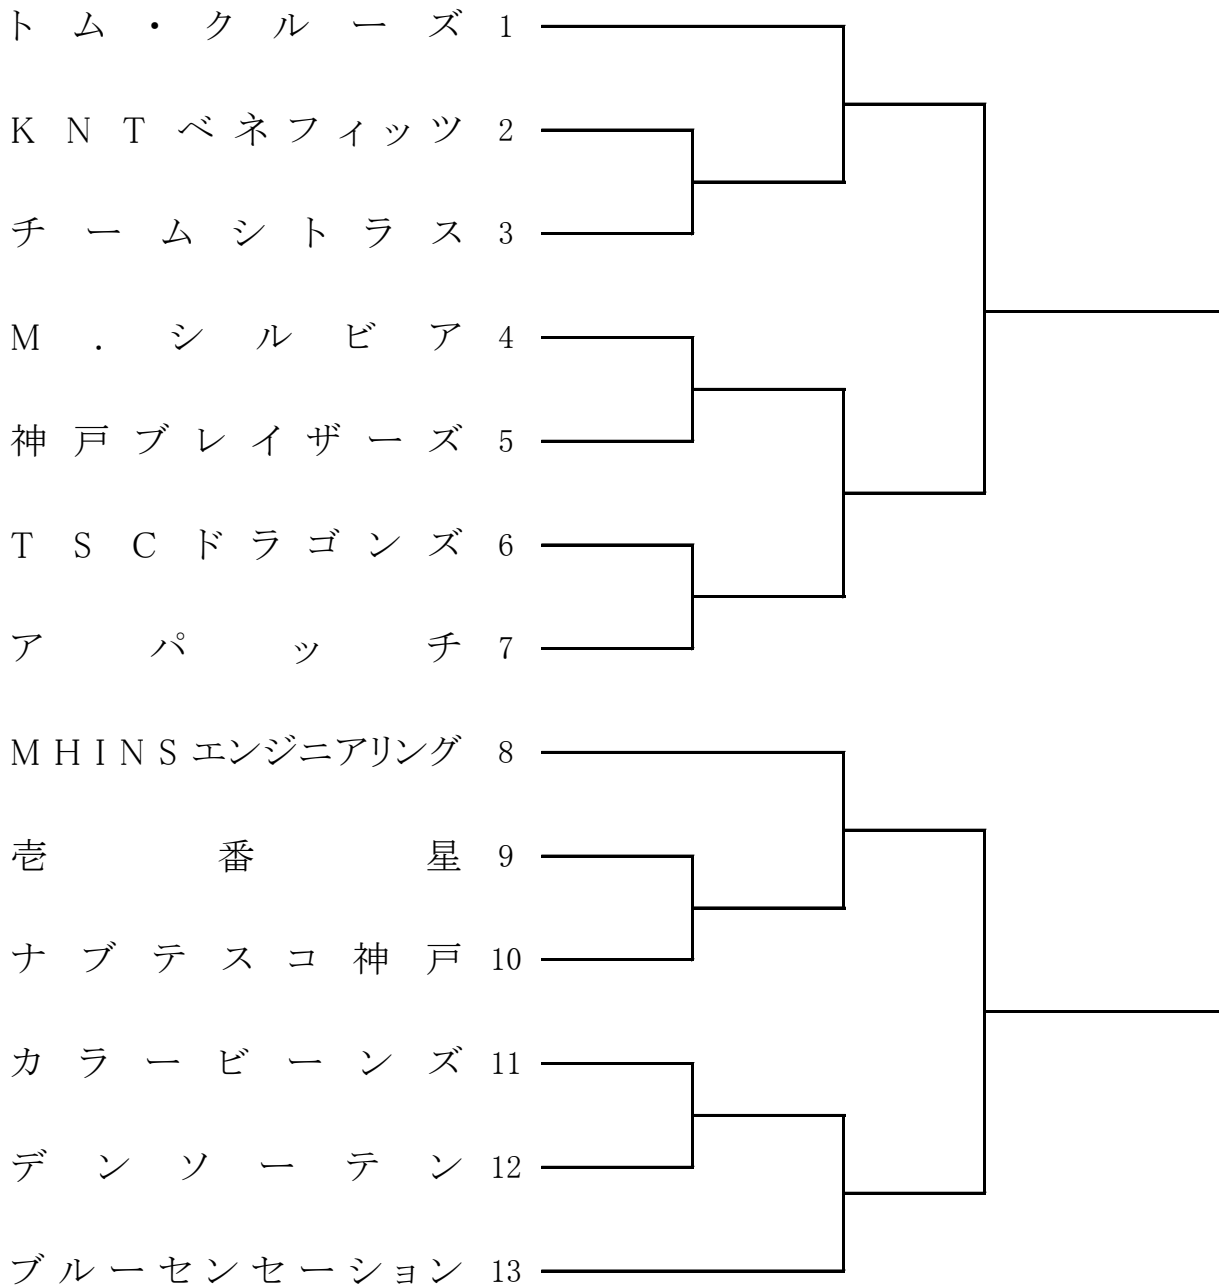 トム・クルーズ 1
KNTベネフィッツ 2
チームシトラス 3
M.シルビア 4
神戸ブレイザーズ 5
TSCドラゴンズ 6
アパッチ 7
MHINSエンジニアリング 8
壱番星 9
ナブテスコ神戸 10
カラービーンズ 11
デンソーテン 12
ブルーセンセーション 13